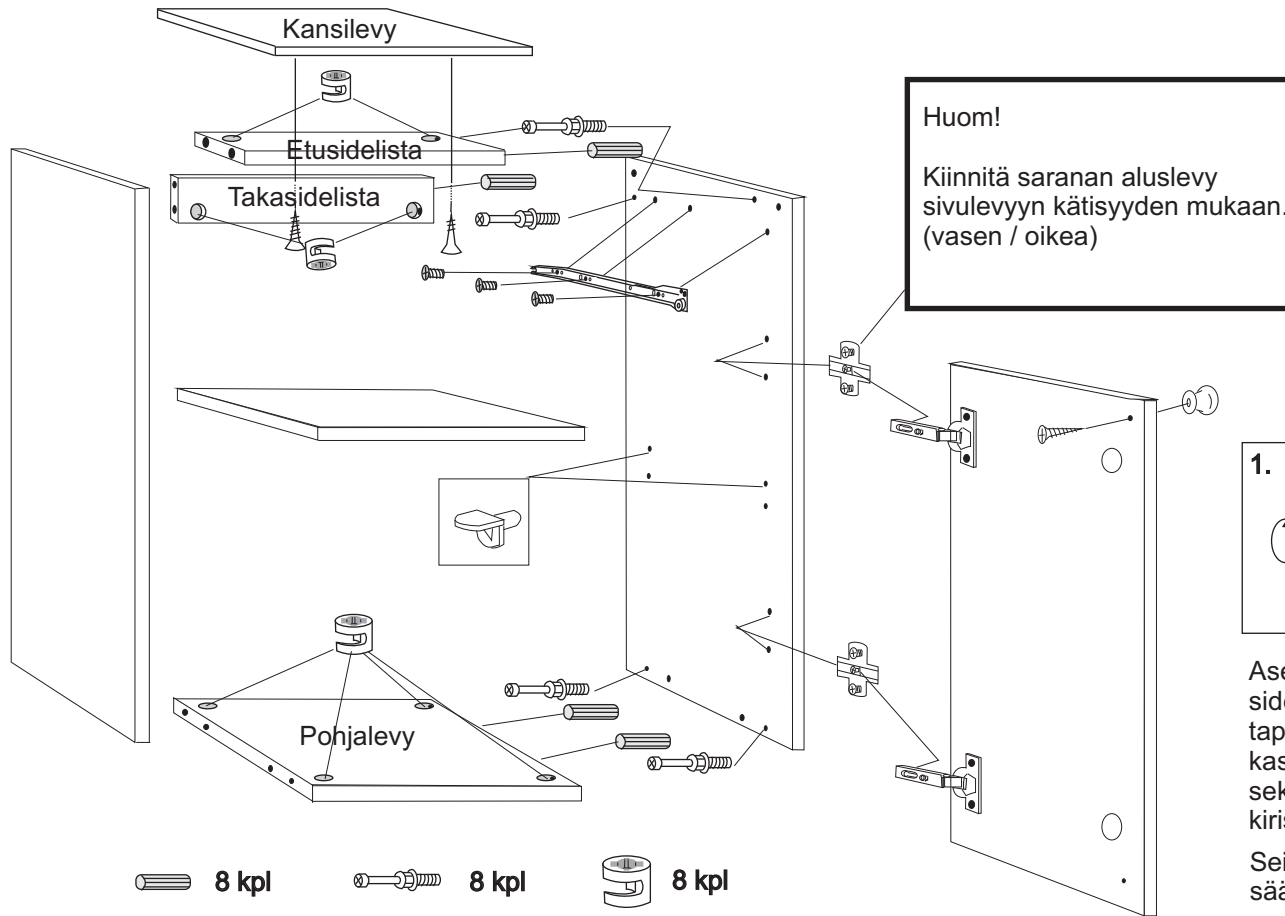 Kansilevy
Etusidelista
Takasidelista
Huom!
Kiinnitä saranan aluslevy
sivulevyyn kätisyyden mukaan.
(vasen / oikea)
1.
Pohjalevy
8 kpl
8 kpl
8 kpl